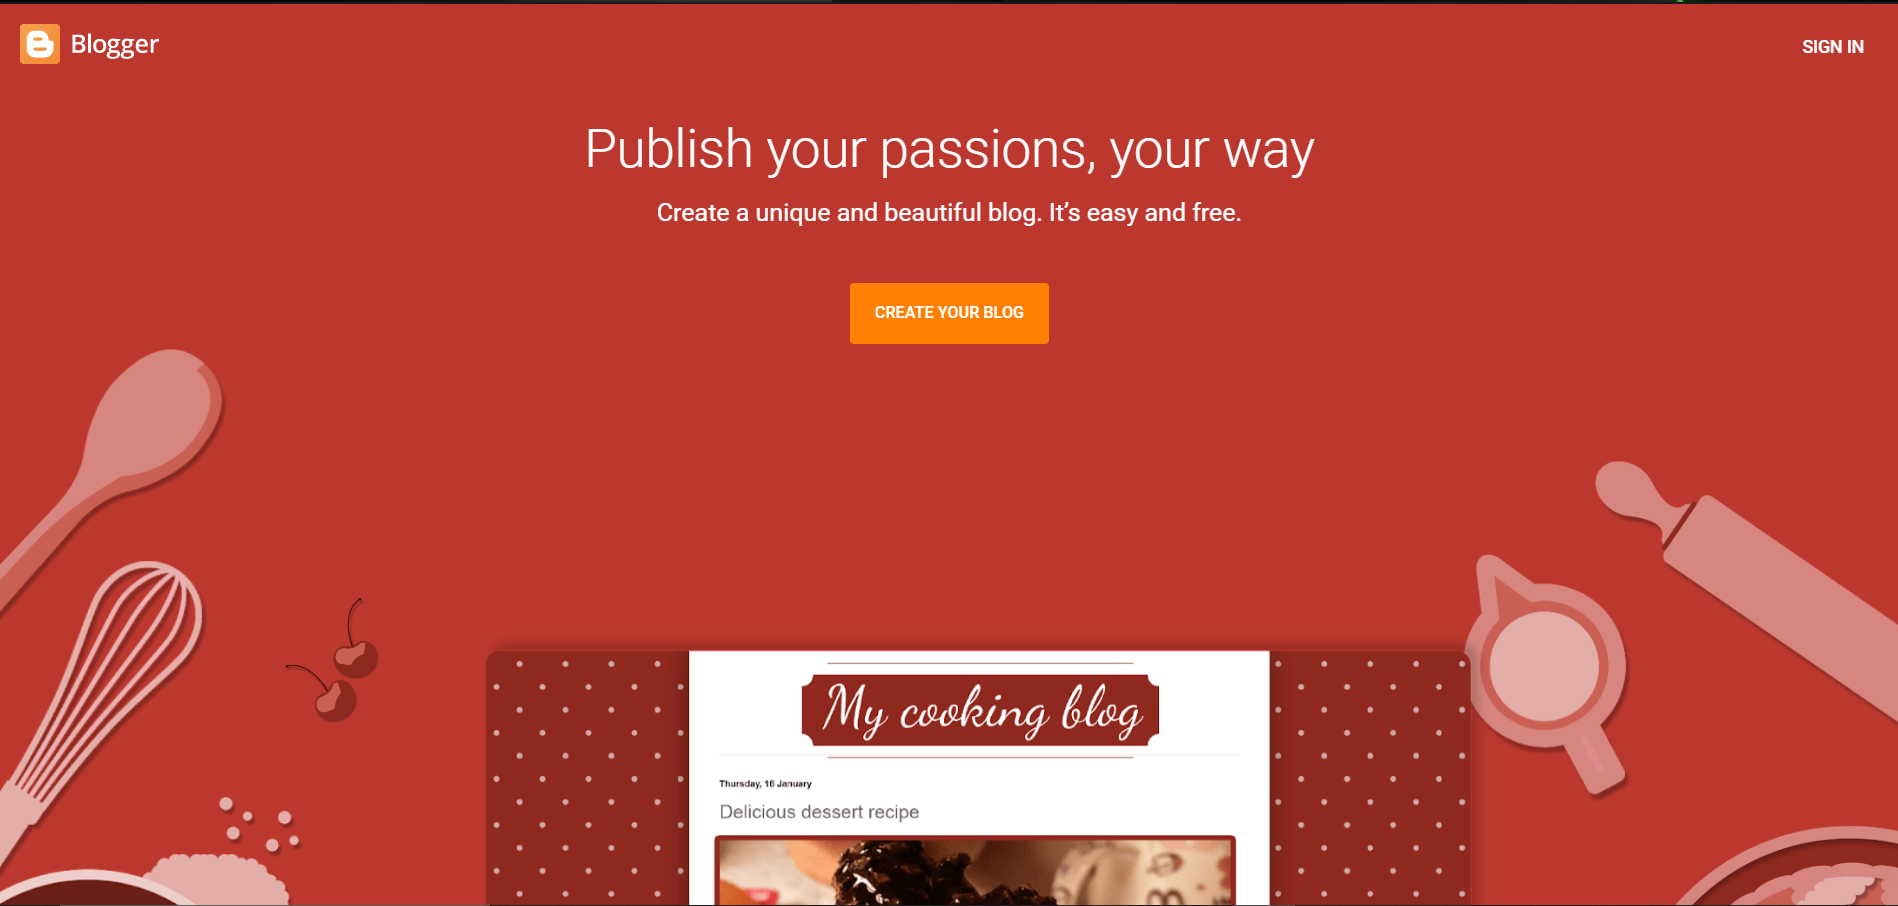 Blogger
SIGN IN
Publish your passions, your way
Create a unique and beautiful blog. It’s easy and free.
CREATE YOUR BLOG
My cooking blog
Thursday, 16 January
Delicious dessert recipe